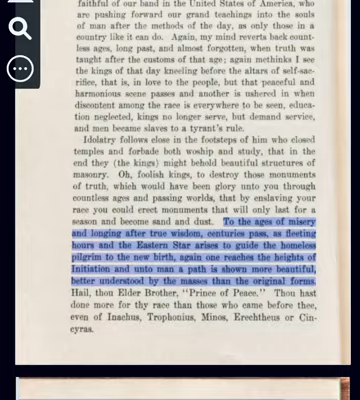 faithful of our band in the United States of America, who
are pushing forward our grand teachings into the souls
of man after the methods of the day, as only those in a
country like it can do. Again, my mind reverts back count-
less ages, long past, and almost forgotten, when truth was
taught after the customs of that age; again methinks I see
the kings of that day kneeling before the altars of self-sac-
rifice, that is, in love to the people, but that peaceful and
harmonious scene passes and another is ushered in when
discontent among the race is everywhere to be seen, educa-
tion neglected, kings no longer serve, but demand service,
and men became slaves to a tyrant's rule.
Idolatry follows close in the footsteps of him who closed
temples and forbade both woship and study, that in the
end they (the kings) might behold beautiful structures of
masonry. Oh, foolish kings, to destroy those monuments
of truth, which would have been glory unto you through
countless ages and passing worlds, that by enslaving your
race you could erect monuments that will only last for a
season and become sand and dust. To the ages of misery
and longing after true wisdom, centuries pass, as fleeting
hours and the Eastern Star arises to guide the homeless
pilgrim to the new birth, again one reaches the heights of
Initiation and unto man a path is shown more beautiful,
better understood by the masses than the original forms.
Hail, thou Elder Brother, "Prince of Peace." Thou hast
done more for thy race than those who came before thee,
even of Inachus, Trophonius, Minos, Erechtheus or Cin-
cyras.